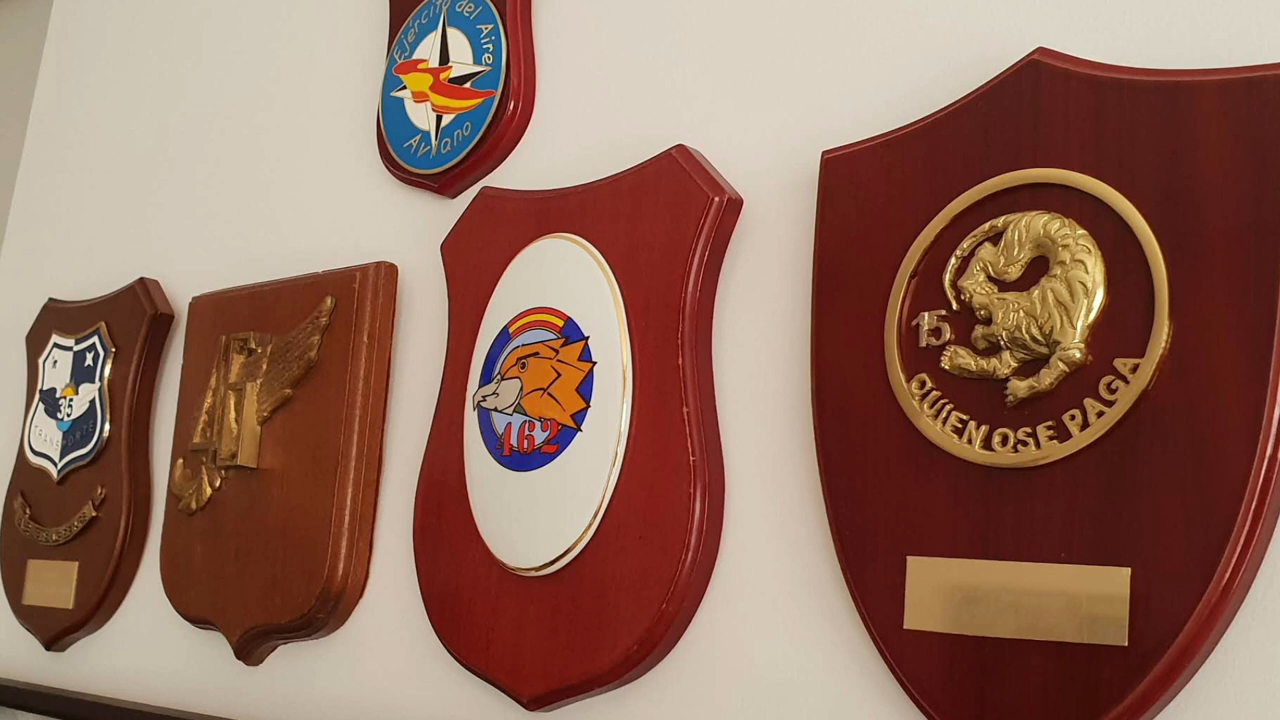 Ejército del Aire
Aviano
35
TRANSPORTE
462
15
QUIEN OSE PAGA